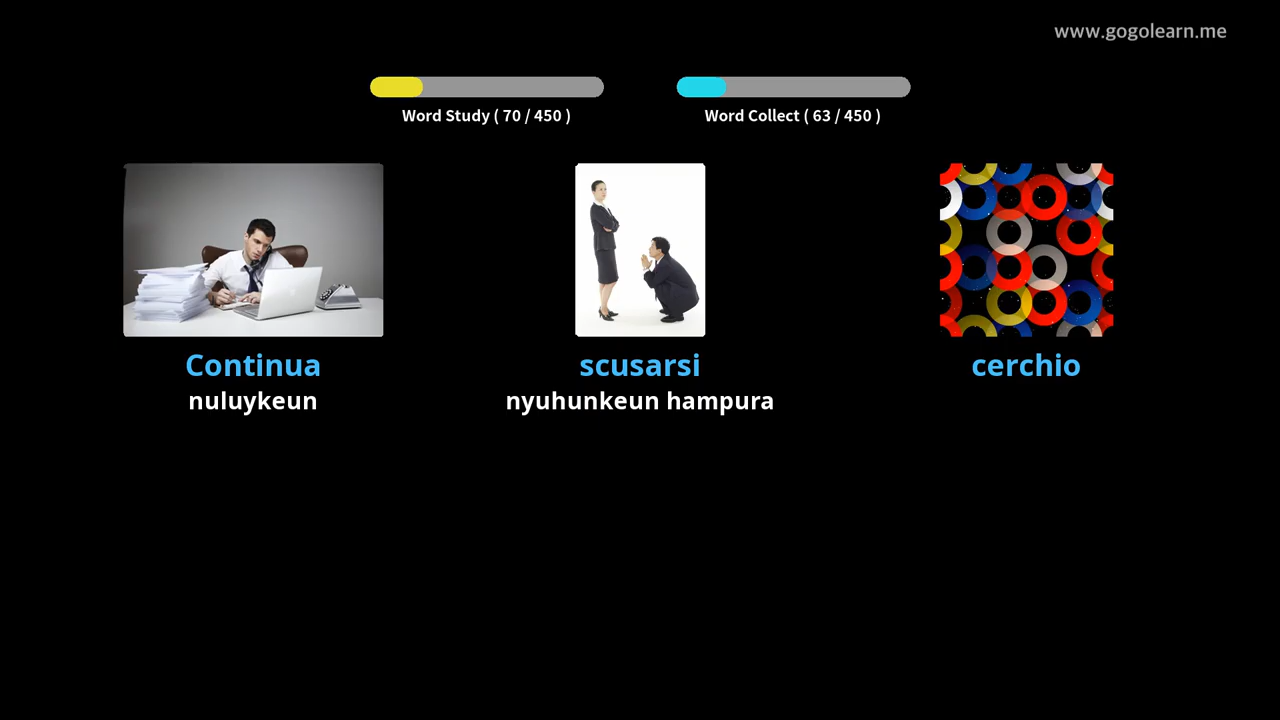 www.gogolearn.me
Word Study ( 70 / 450 )
Word Collect ( 63 / 450 )
Continua
nuluykeun
scusarsi
nyuhunkeun hampura
cerchio